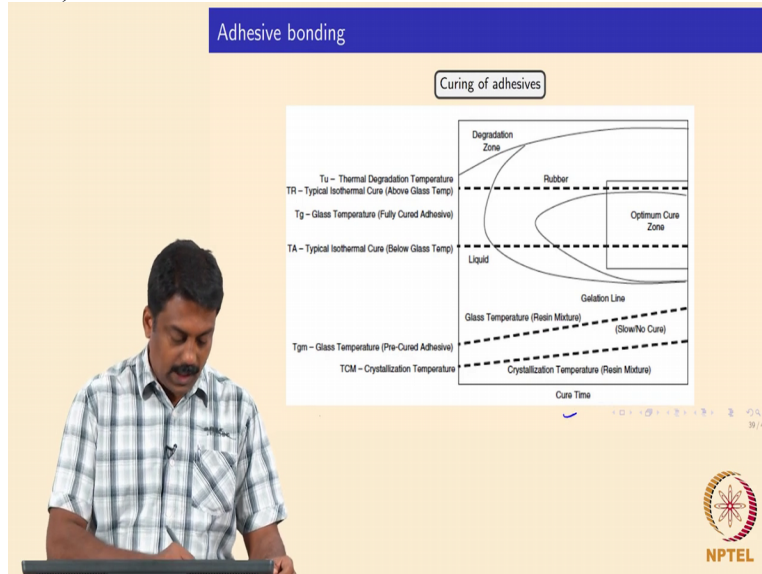 Adhesive bonding
Curing of adhesives
Degradation
Zone
Tu – Thermal Degradation Temperature
Rubber
TR – Typical Isothermal Cure (Above Glass Temp)
Tg – Glass Temperature (Fully Cured Adhesive)
Optimum Cure
Zone
TA – Typical Isothermal Cure (Below Glass Temp)
Liquid
Gelation Line
Glass Temperature (Resin Mixture)
(Slow/No Cure)
Tgm – Glass Temperature (Pre-Cured Adhesive)
TCM – Crystallization Temperature
Crystallization Temperature (Resin Mixture)
Cure Time
NPTEL